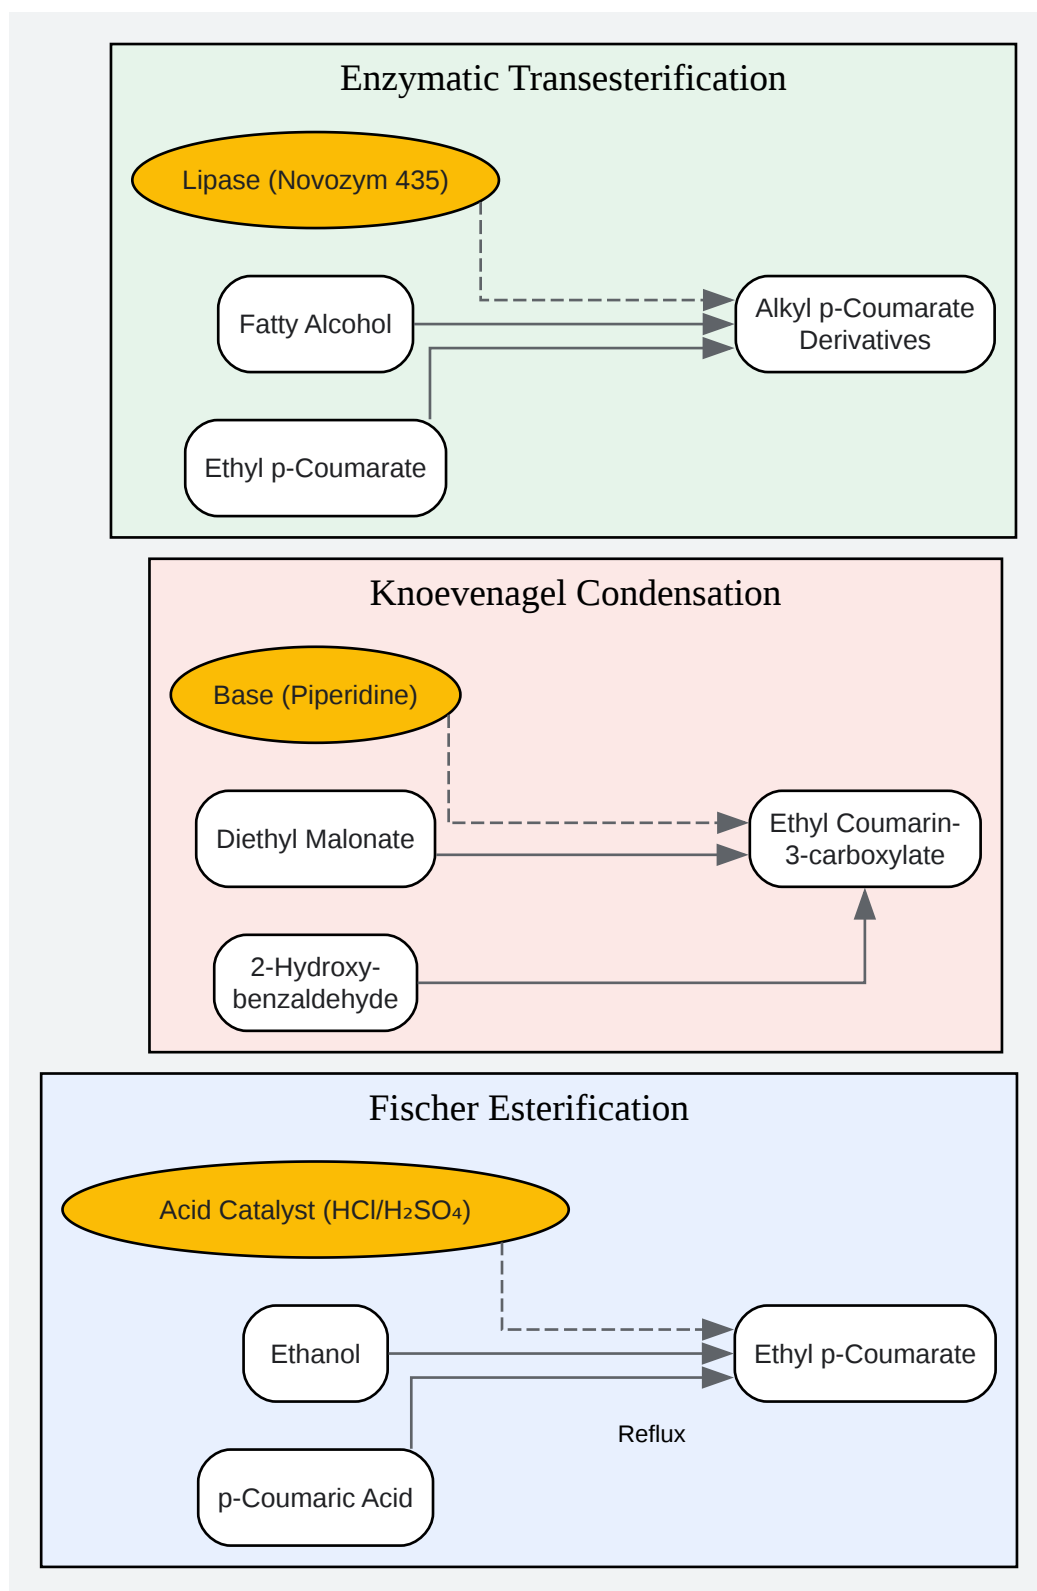 Enzymatic Transesterification
Lipase (Novozym 435)
Fatty Alcohol
Alkyl p-Coumarate
Derivatives
Ethyl p-Coumarate
Knoevenagel Condensation
Base (Piperidine)
Diethyl Malonate
Ethyl Coumarin-
3-carboxylate
2-Hydroxy-
benzaldehyde
Fischer Esterification
Acid Catalyst (HCl/H₂SO₄)
Ethanol
Ethyl p-Coumarate
Reflux
p-Coumaric Acid